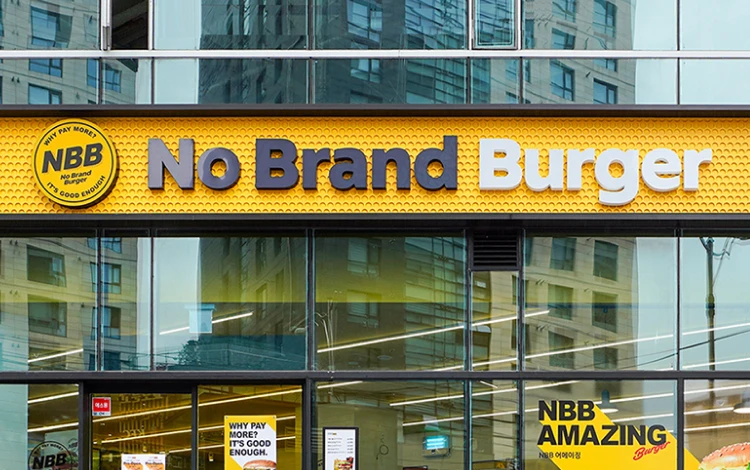 WHY PAY MORE?
NBB
No Brand
Burger
IT'S GOOD ENOUGH
No Brand Burger
WHY PAY
MORE?
IT'S GOOD
ENOUGH.
NBB
AMAZING
Burger
NBB 어메이징
NBB